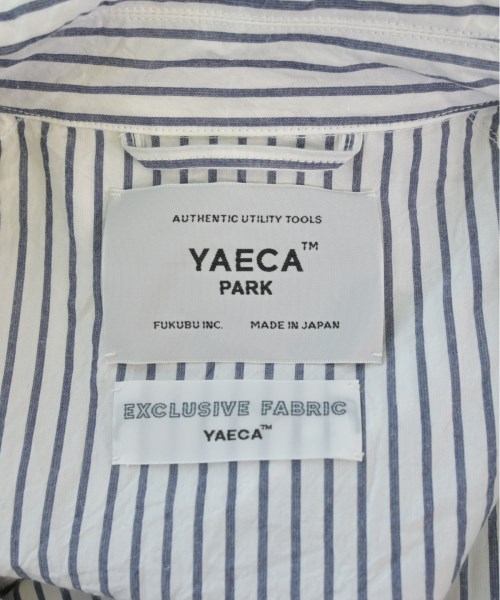 AUTHENTIC UTILITY TOOLS
YAECA™
PARK
FUKUBU INC. MADE IN JAPAN
EXCLUSIVE FABRIC
YAECA™